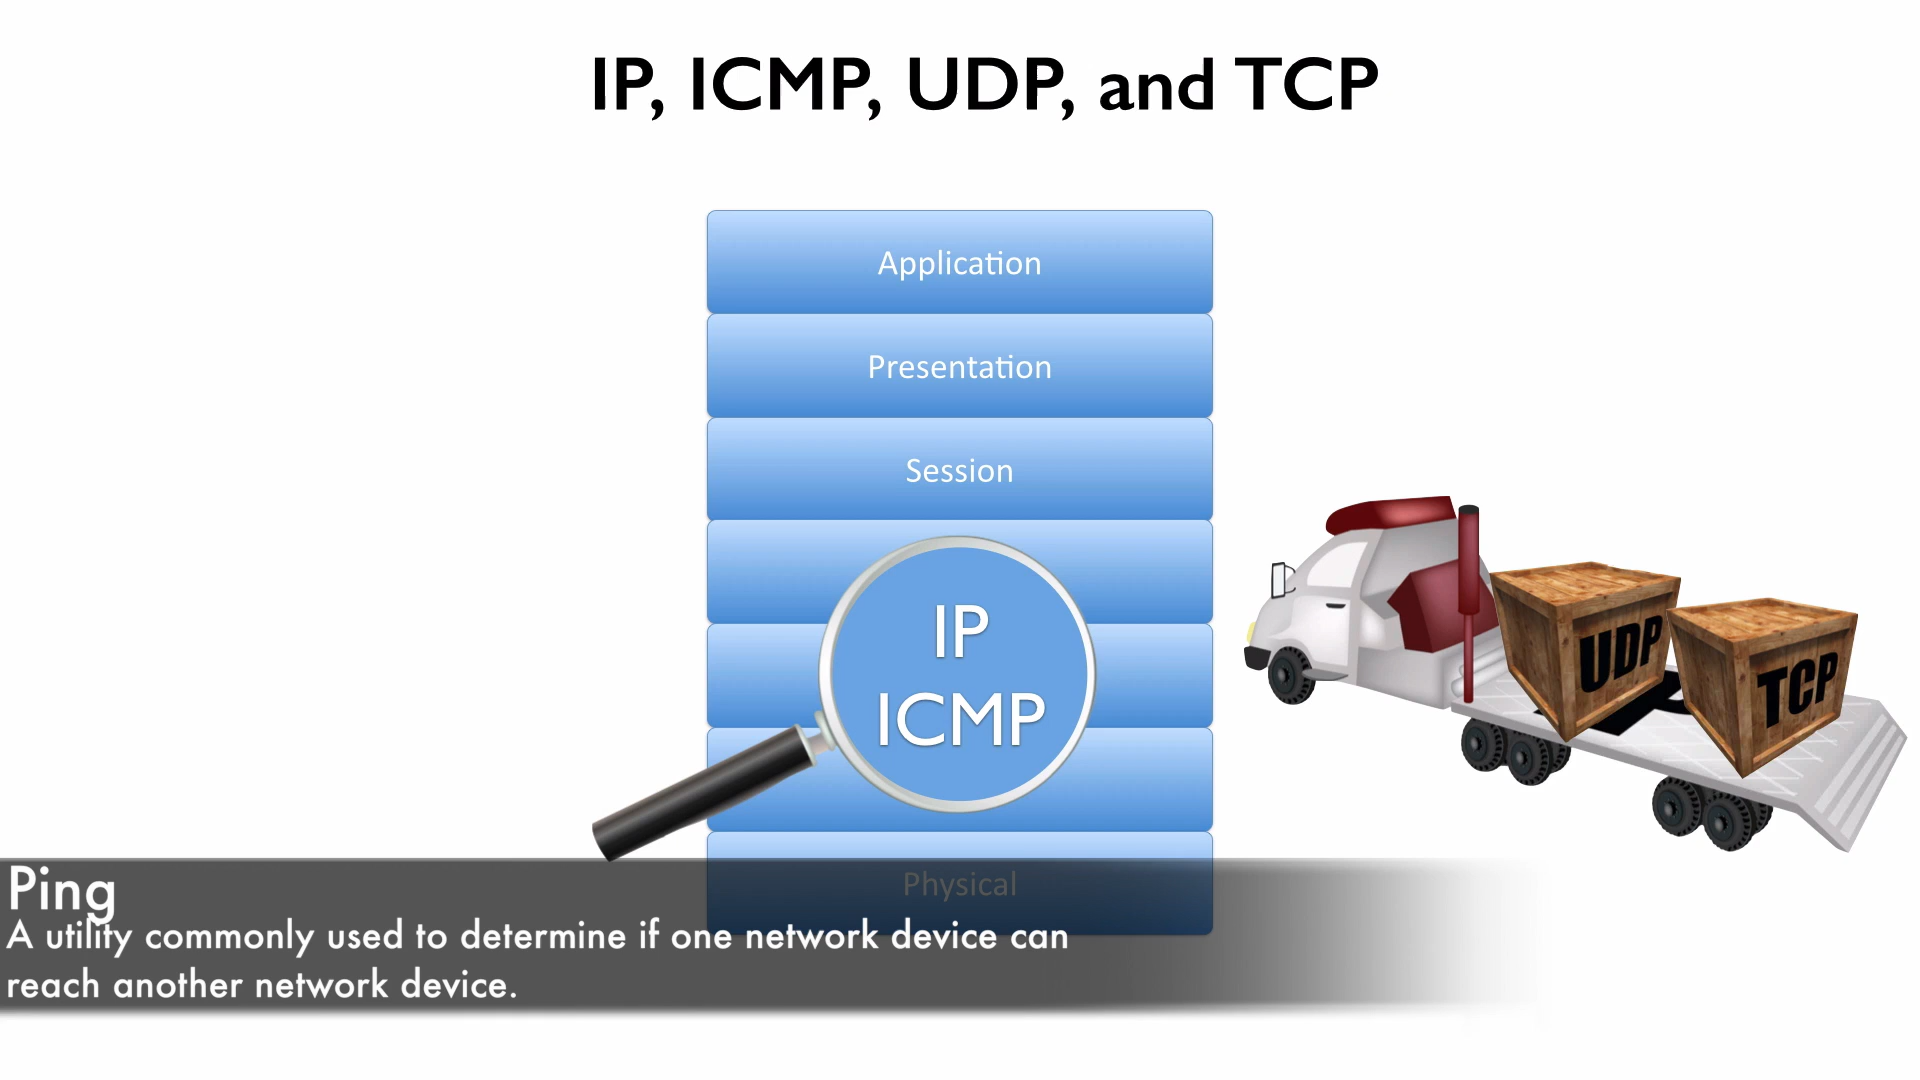 IP, ICMP, UDP, and TCP
Application
Presentation
Session
IP
ICMP
UDP
TCP
Physical
Ping
A utility commonly used to determine if one network device can
reach another network device.